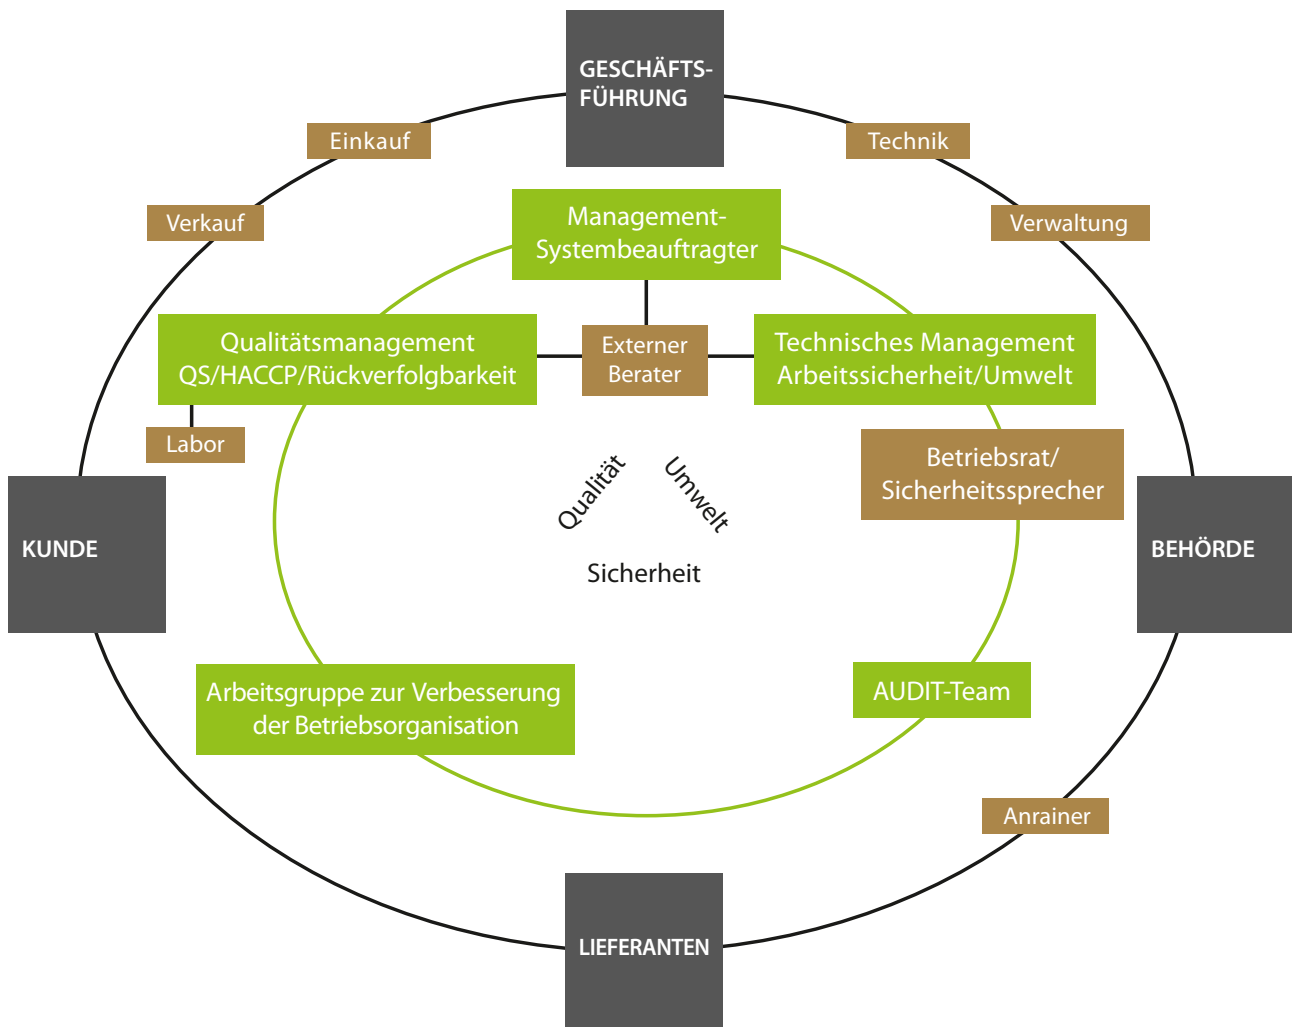 GESCHÄFTS-
FÜHRUNG
Einkauf
Technik
Verkauf
Verwaltung
Management-
Systembeauftragter
Qualitätsmanagement
QS/HACCP/Rückverfolgbarkeit
Externer
Berater
Technisches Management
Arbeitssicherheit/Umwelt
Labor
Betriebsrat/
Sicherheitssprecher
Qualität
Umwelt
Sicherheit
KUNDE
BEHÖRDE
Arbeitsgruppe zur Verbesserung
der Betriebsorganisation
AUDIT-Team
Anrainer
LIEFERANTEN